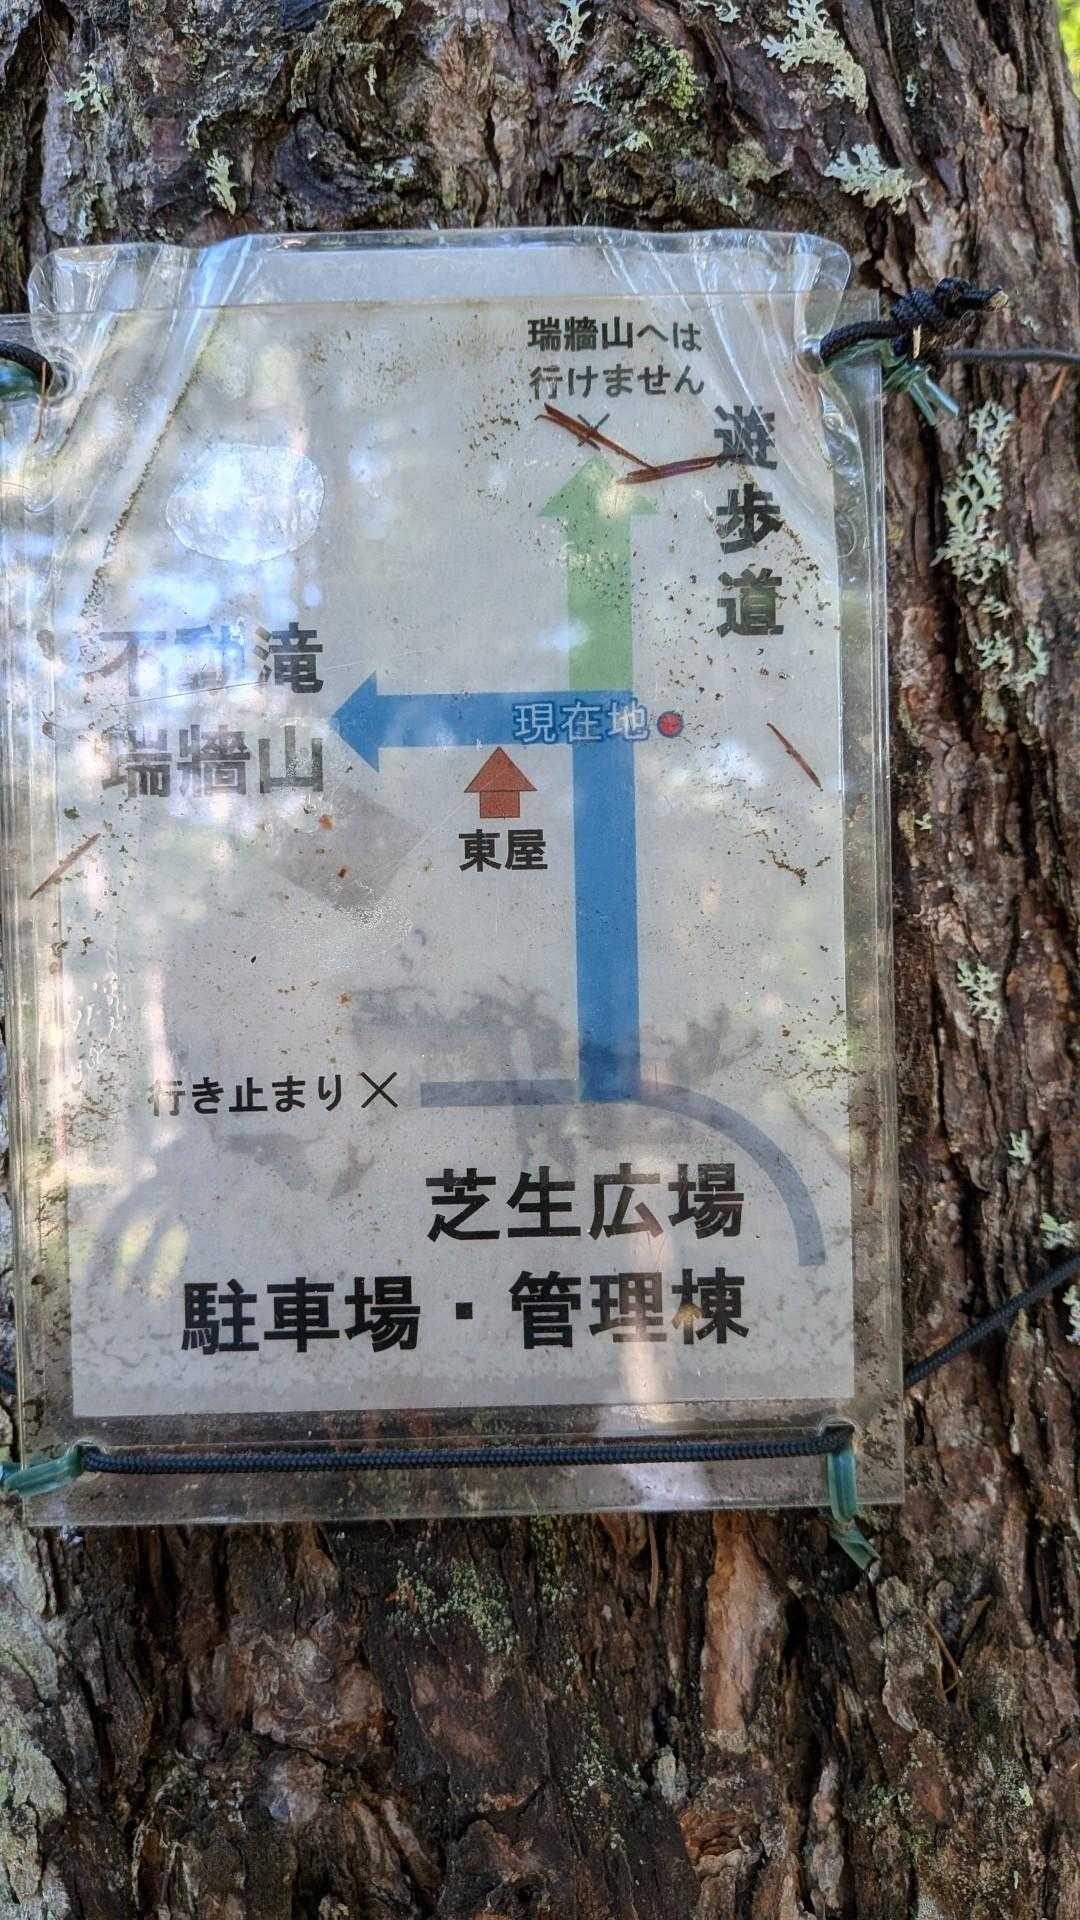 瑞牆山へは
行けません
×
遊歩道
不動滝
瑞牆山
現在地
東屋
行き止まり×
芝生広場
駐車場・管理棟